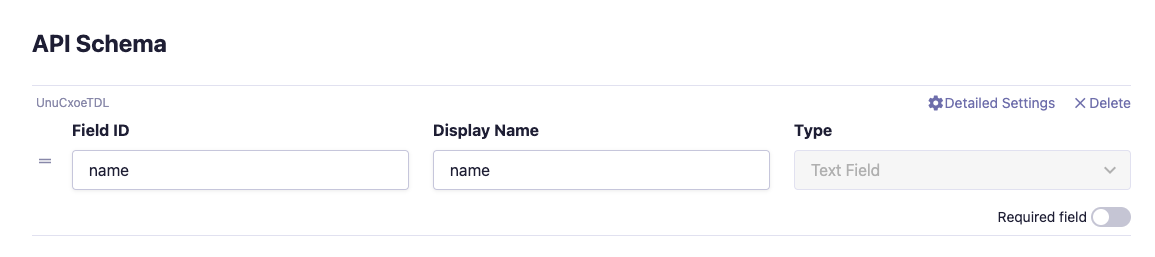 API Schema
UnuCxoeTDL
Detailed Settings
Delete
Field ID
Display Name
Type
name
name
Text Field
Required field